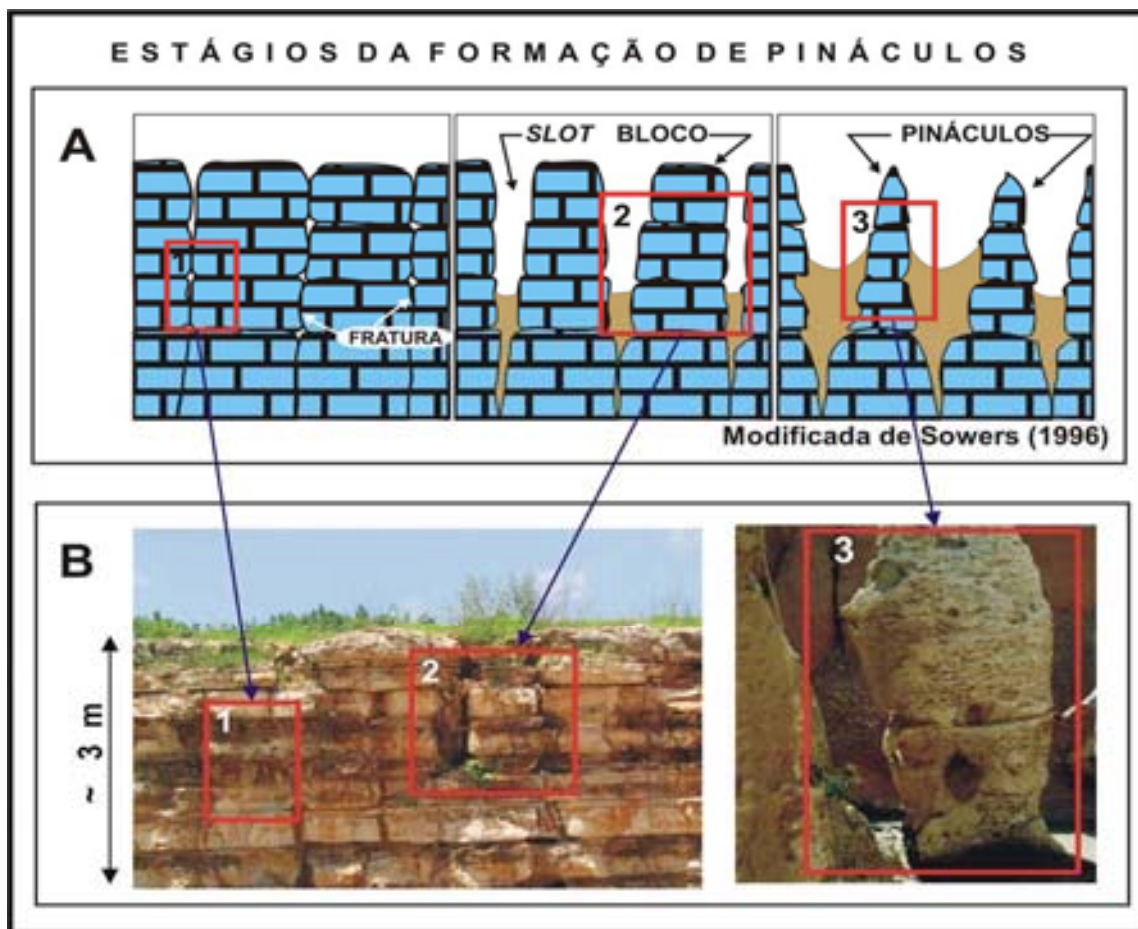 ESTÁGIOS DA FORMAÇÃO DE PINÁCULOS
A
SLOT BLOCO
PINÁCULOS
1
2
3
FRATURA
Modificada de Sowers (1996)
B
~ 3 m
1
2
3